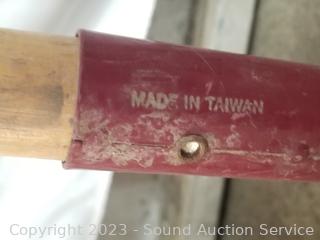 MADE IN TAIWAN
Copyright 2023 - Sound Auction Service